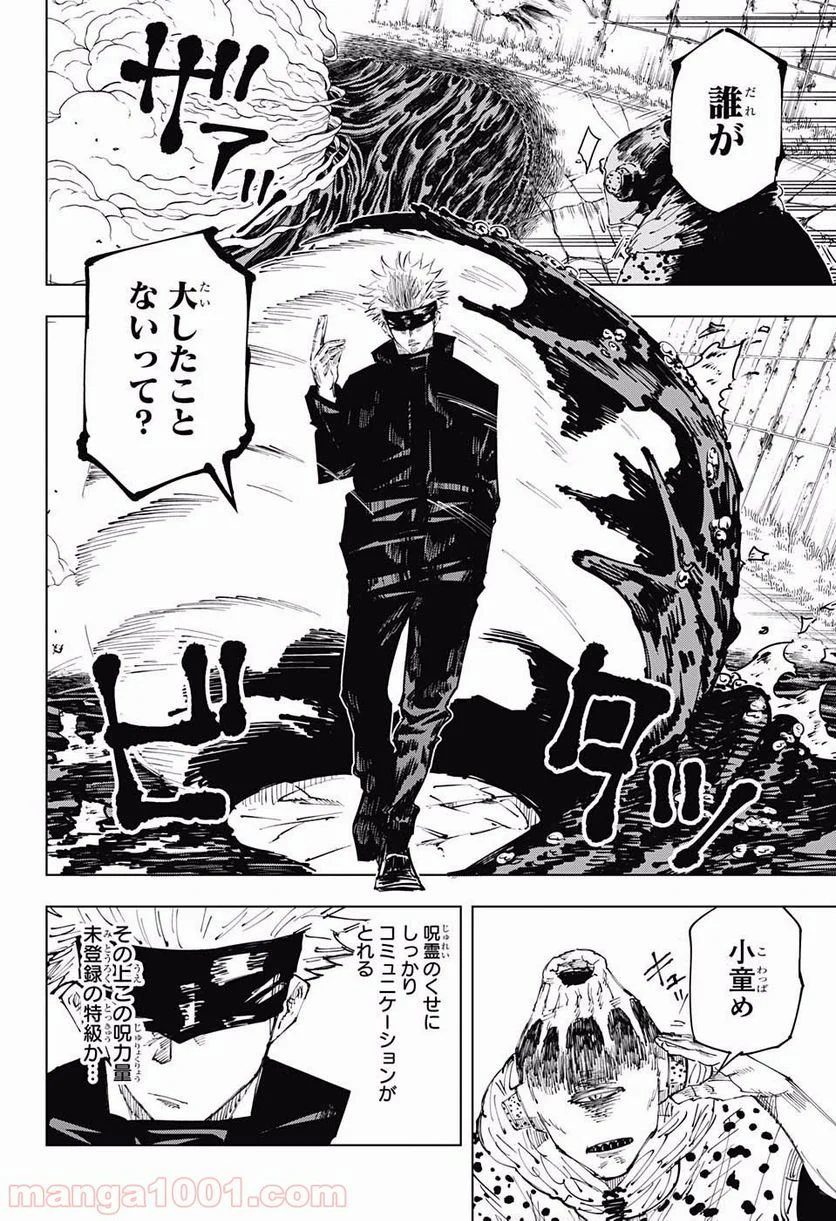 誰が
ザアッ
大したこと
ないって?
ビタッ
小童め
呪霊のくせに
しっかり
コミュニケーションが
とれる
その上この呪力量
未登録の特級か…
manga1001.com